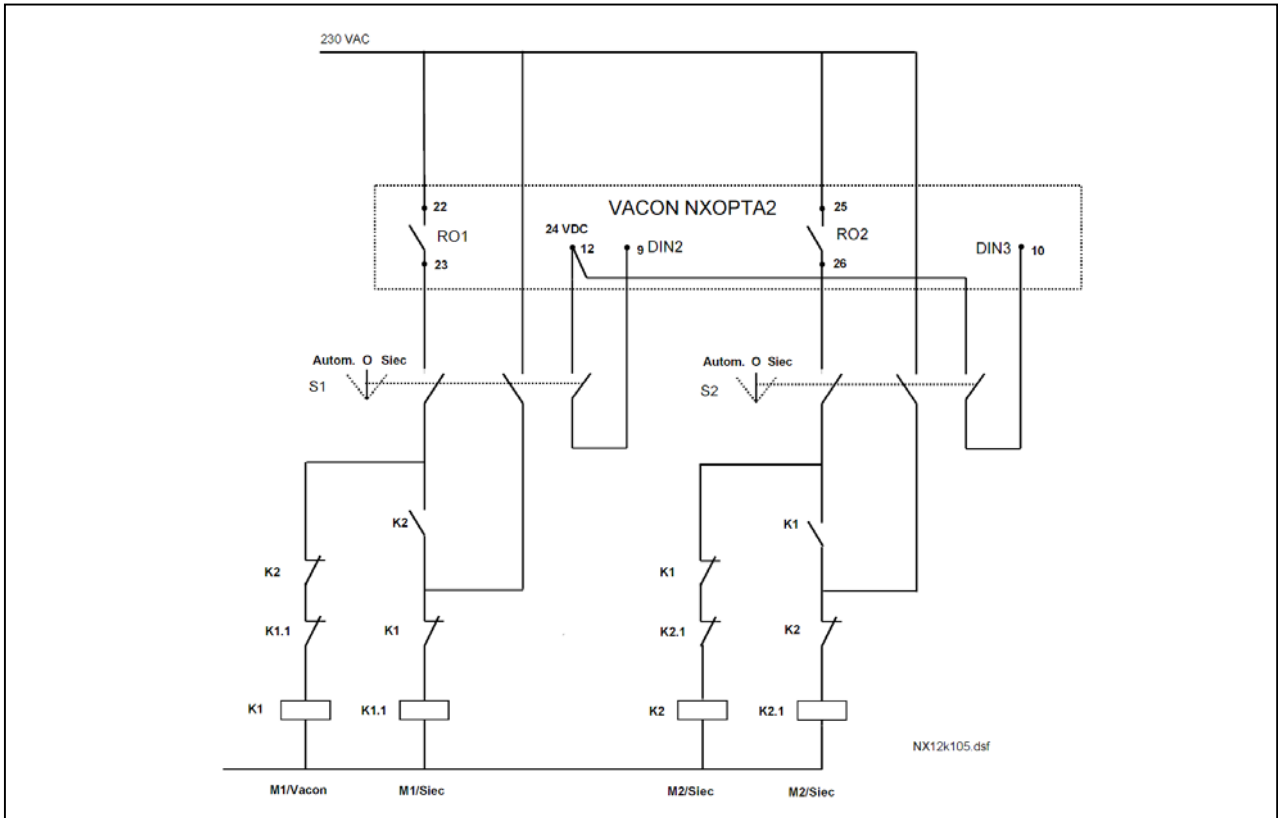 230 VAC
VACON NXOPTA2
22
RO1
23
24 VDC
12
9 DIN2
25
RO2
26
DIN3
10
Autom. O Siec
S1
Autom. O Siec
S2
K2
K1
K2
K1
K1.1
K1
K2.1
K2
K1
K1.1
K2
K2.1
NX12k105.dsf
M1/Vacon
M1/Siec
M2/Siec
M2/Siec